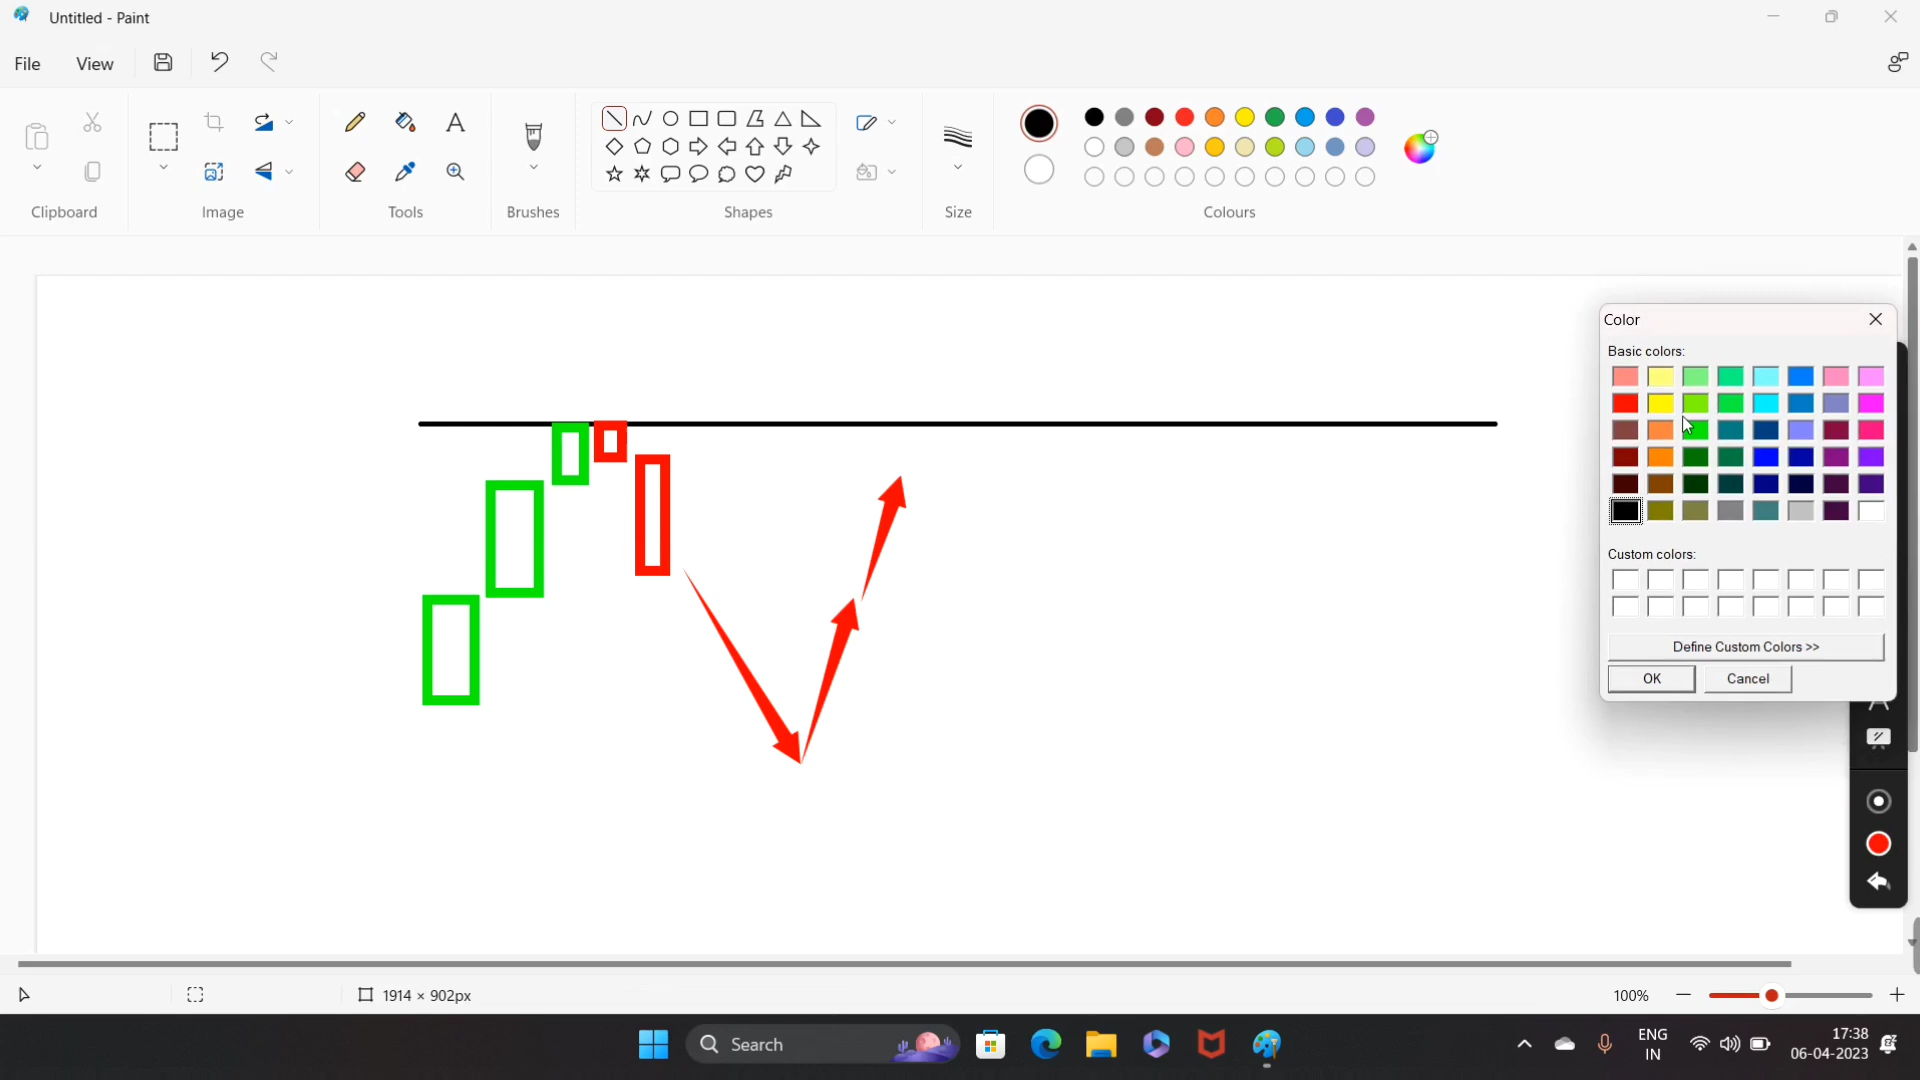 Untitled - Paint
File View
Clipboard
Image
Tools
Brushes
Shapes
Size
Colours
Color
Basic colors:
Custom colors:
Define Custom Colors >>
OK Cancel
1914 × 902px
100%
Search
ENG
IN
17:38
06-04-2023